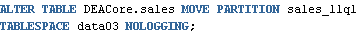 ALTER TABLE DEACore.sales MOVE PARTITION sales_11q1
TABLESPACE data03 NOLOGGING;